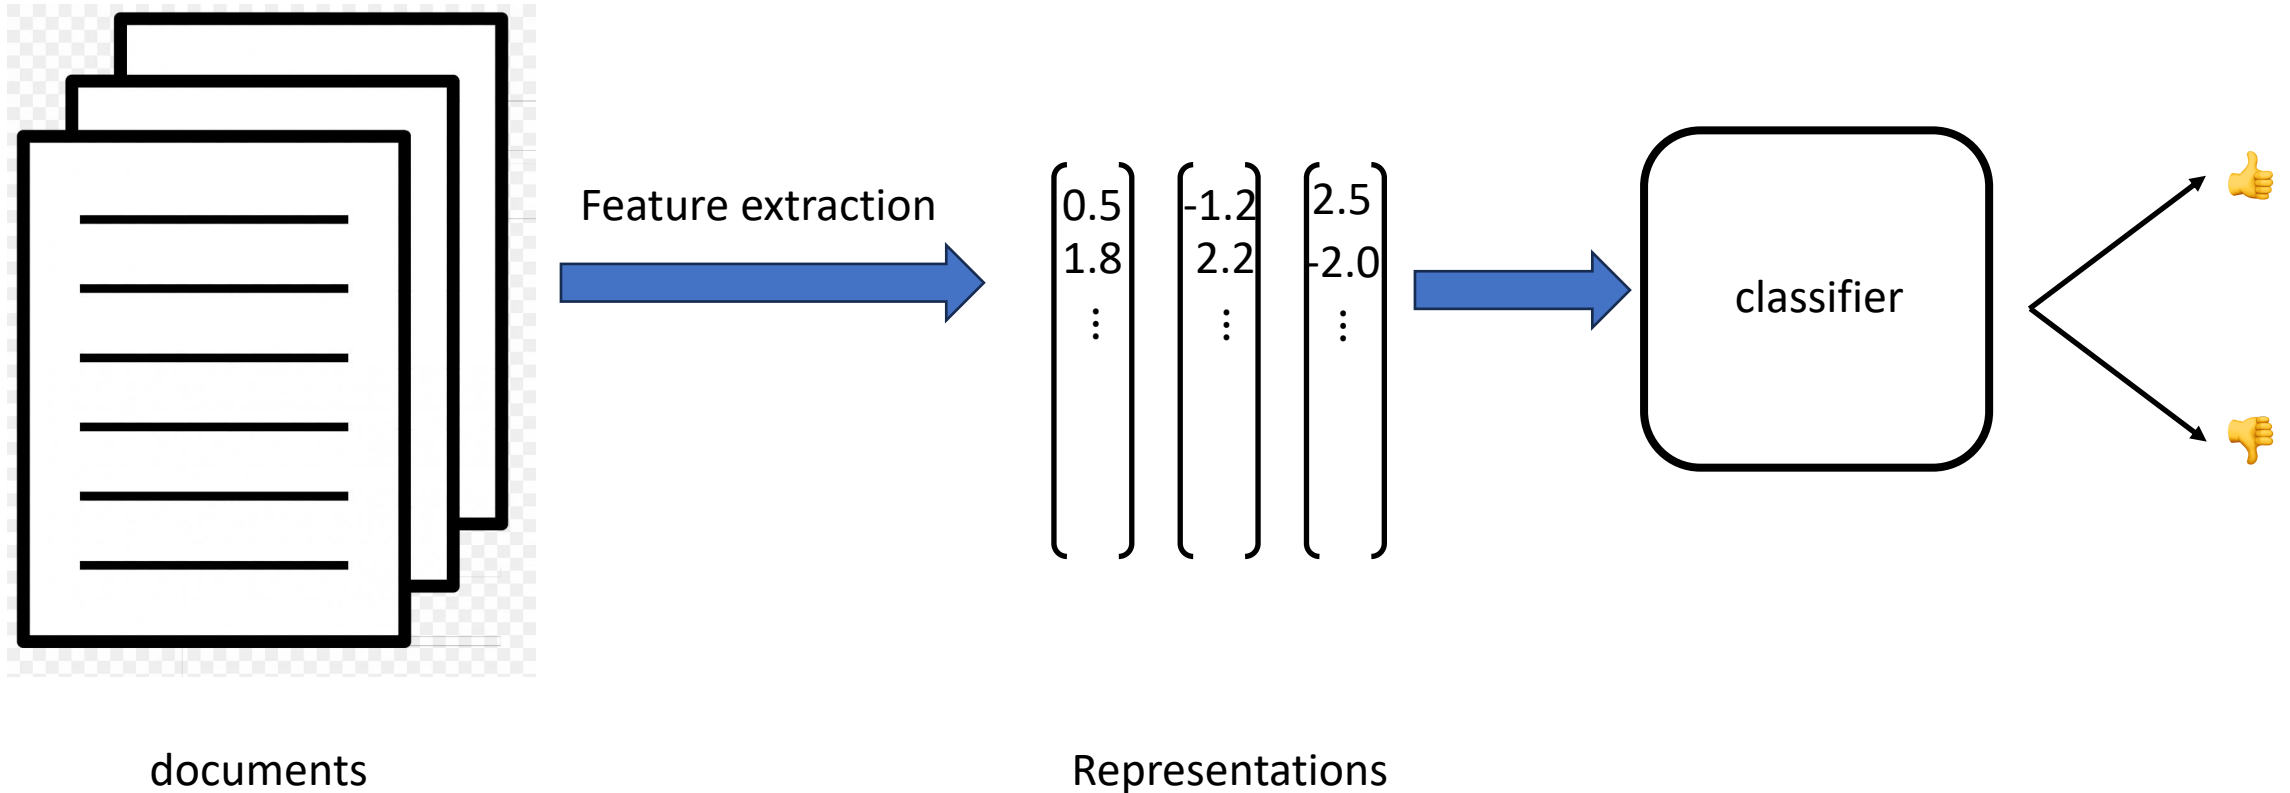 Feature extraction
0.5 -1.2 2.5
1.8 2.2 -2.0
⋮ ⋮ ⋮
classifier
documents
Representations